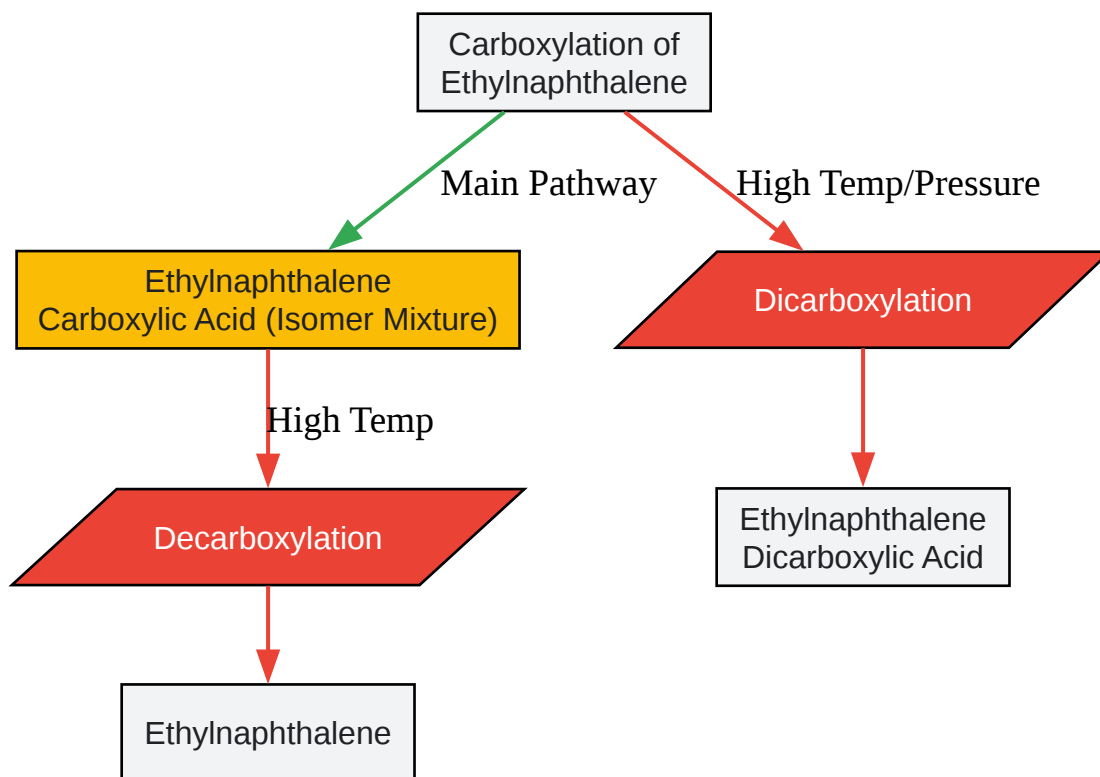 Carboxylation of
Ethylnaphthalene
Main Pathway
High Temp/Pressure
Ethylnaphthalene
Carboxylic Acid (Isomer Mixture)
Dicarboxylation
High Temp
Decarboxylation
Ethylnaphthalene
Dicarboxylic Acid
Ethylnaphthalene